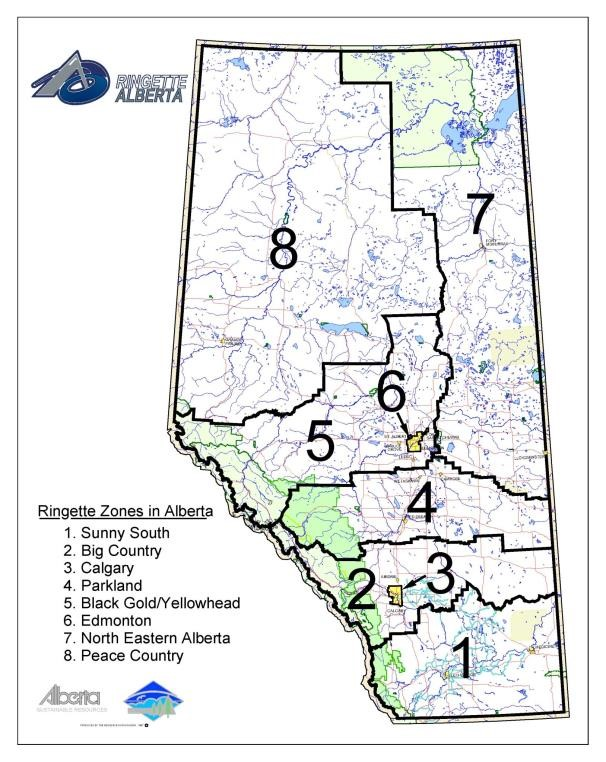 RINGETTE
ALBERTA
8
7
6
5
4
3
2
1
Ringette Zones in Alberta
1. Sunny South
2. Big Country
3. Calgary
4. Parkland
5. Black Gold/Yellowhead
6. Edmonton
7. North Eastern Alberta
8. Peace Country
CALGARY
Alberta
SUSTAINABLE RESOURCES